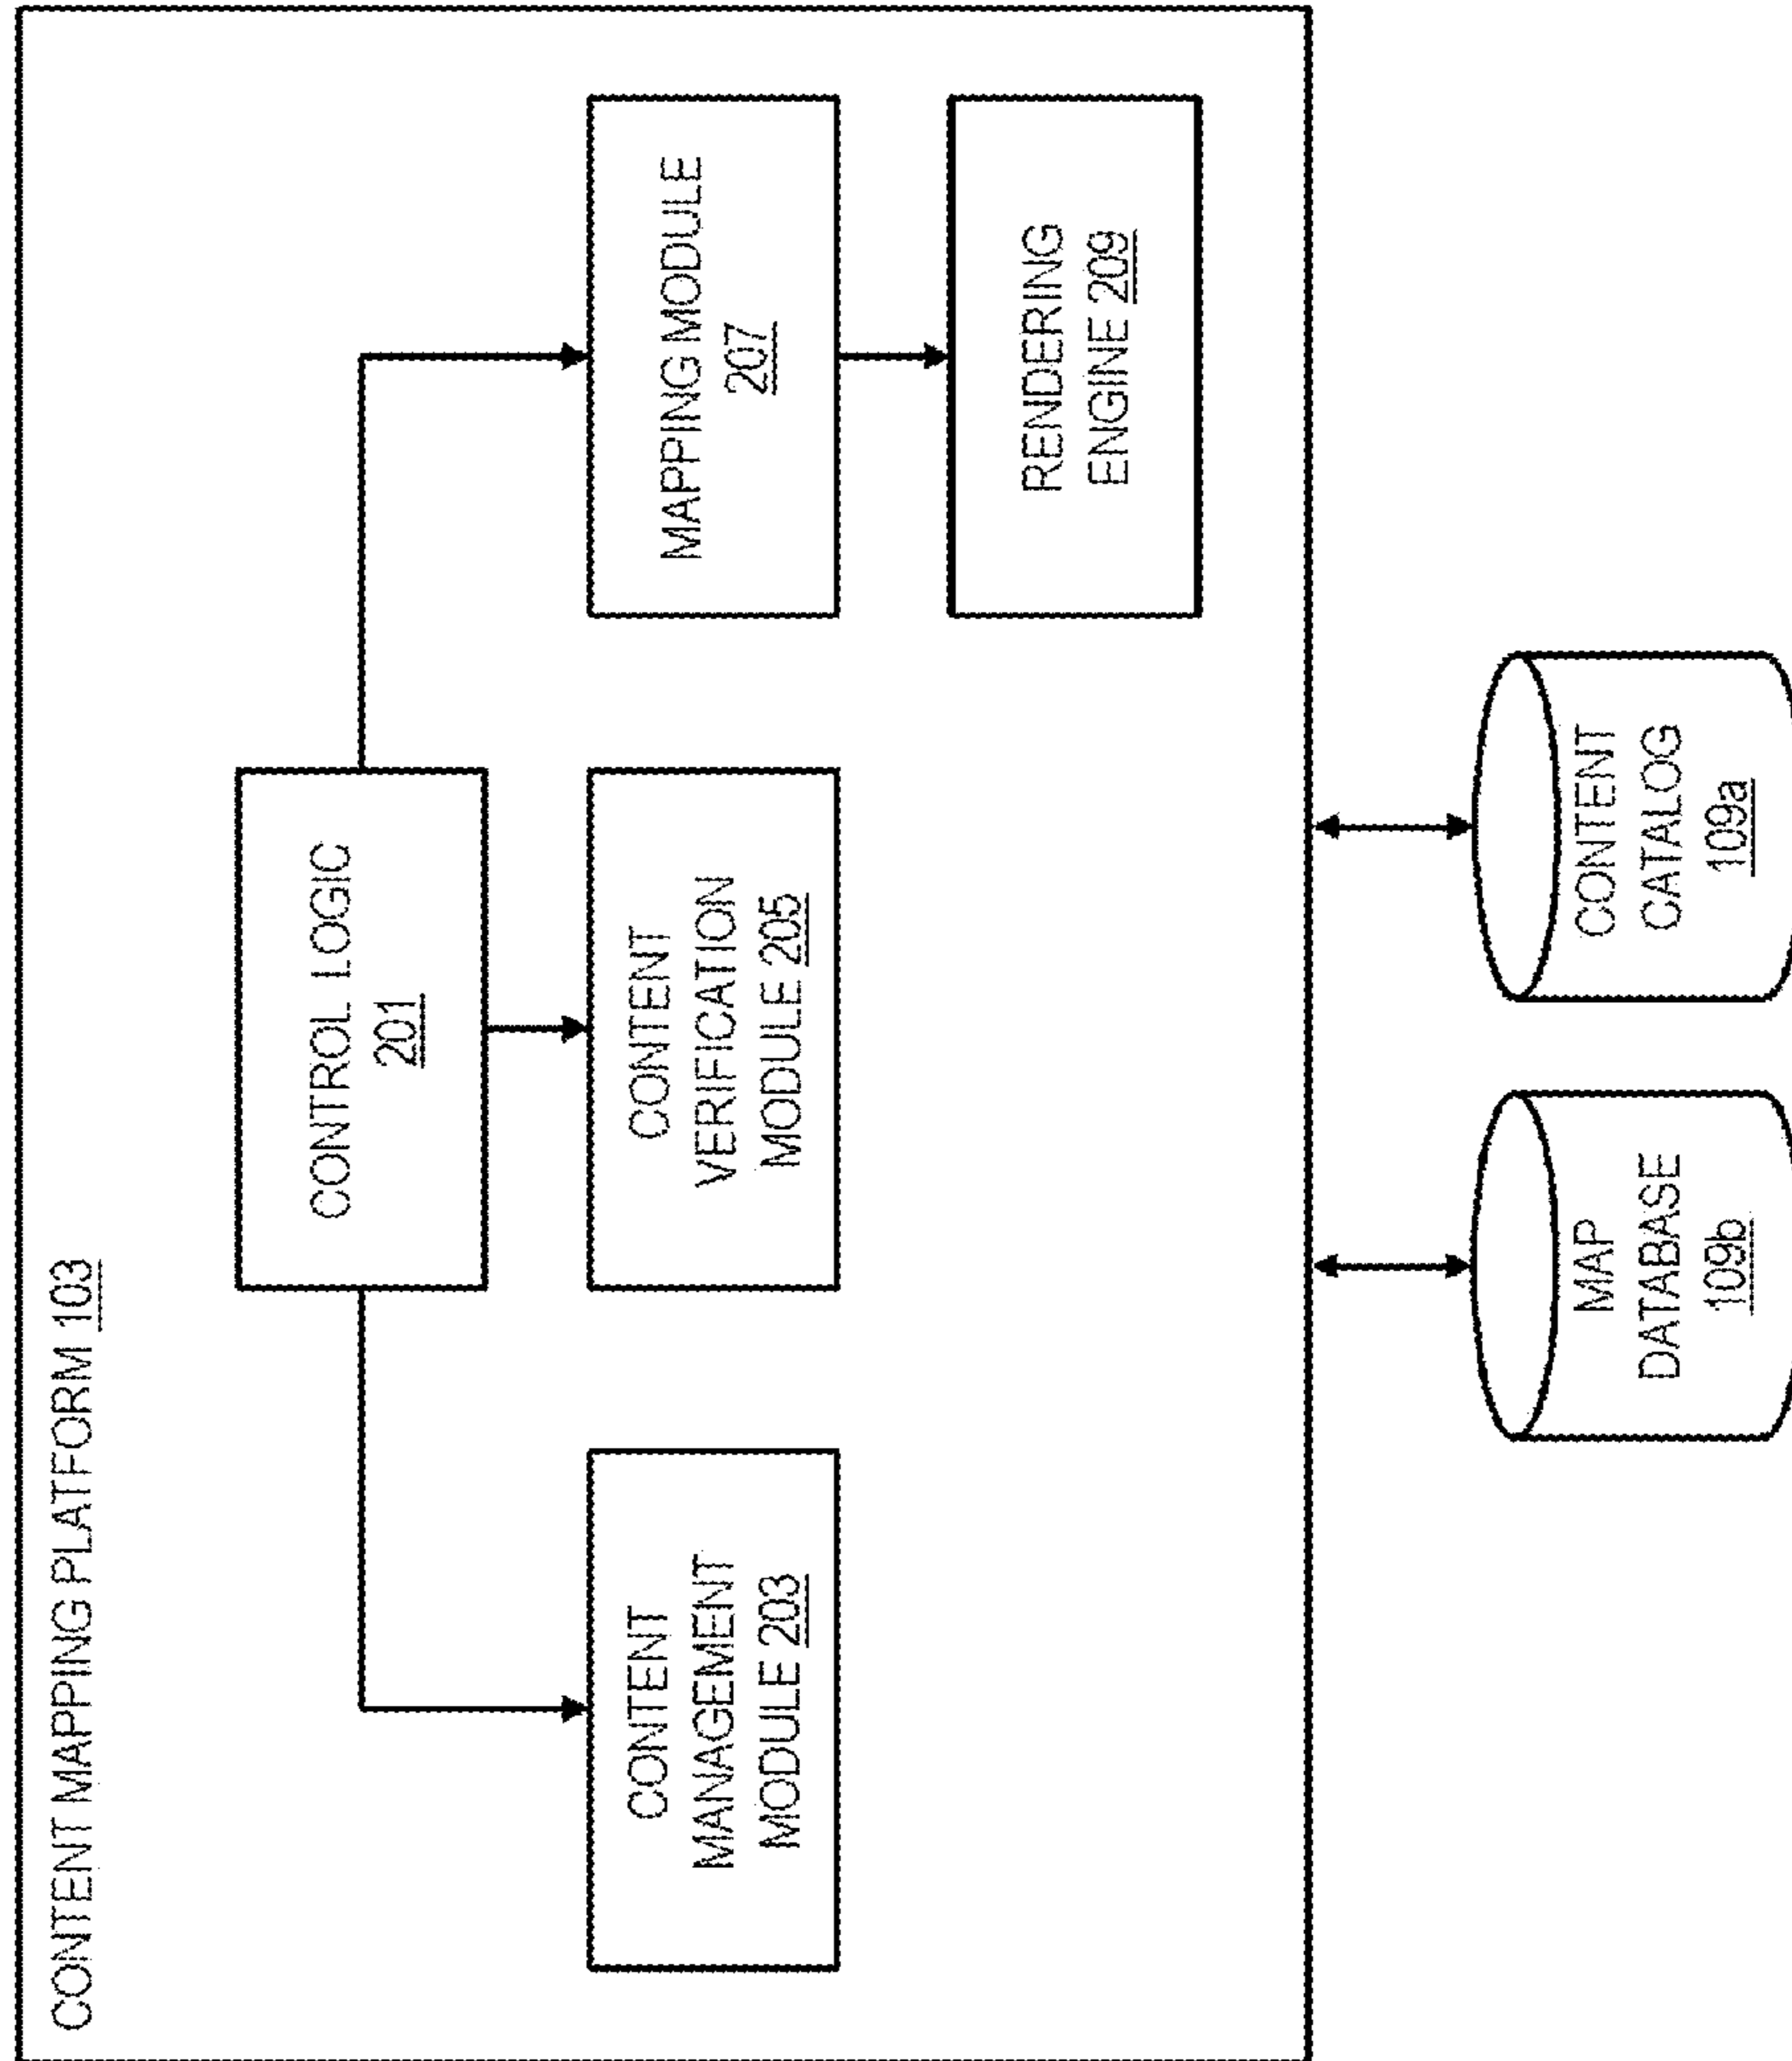 CONTENT MAPPING PLATFORM 103
CONTROL LOGIC
201
CONTENT
MANAGEMENT
MODULE 203
CONTENT
VERIFICATION
MODULE 205
MAPPING MODULE
207
RENDERING
ENGINE 209
MAP
DATABASE
109b
CONTENT
CATALOG
109a